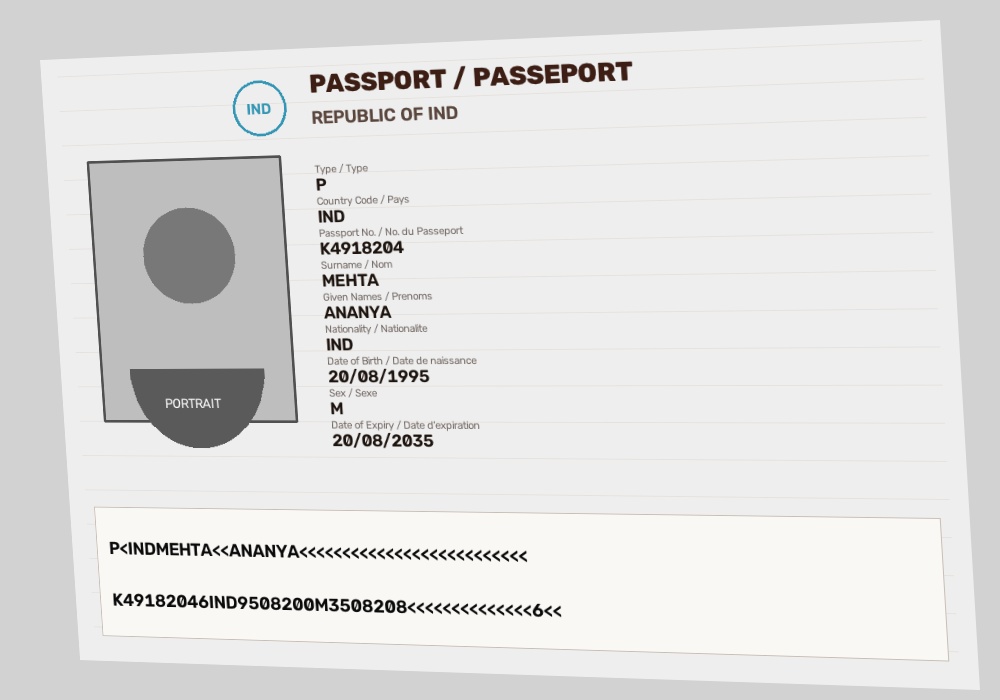 PASSPORT / PASSEPORT
IND
REPUBLIC OF IND
Type / Type
P
Country Code / Pays
IND
Passport No. / No. du Passeport
K4918204
Surname / Nom
MEHTA
Given Names / Prenoms
ANANYA
Nationality / Nationalite
IND
Date of Birth / Date de naissance
20/08/1995
Sex / Sexe
M
Date of Expiry / Date d'expiration
20/08/2035
PORTRAIT
P<INDMEHTA<<ANANYA<<<<<<<<<<<<<<<<<<<<<<<<<<<
K49182046IND9508200M3508208<<<<<<<<<<<<<<<6<<